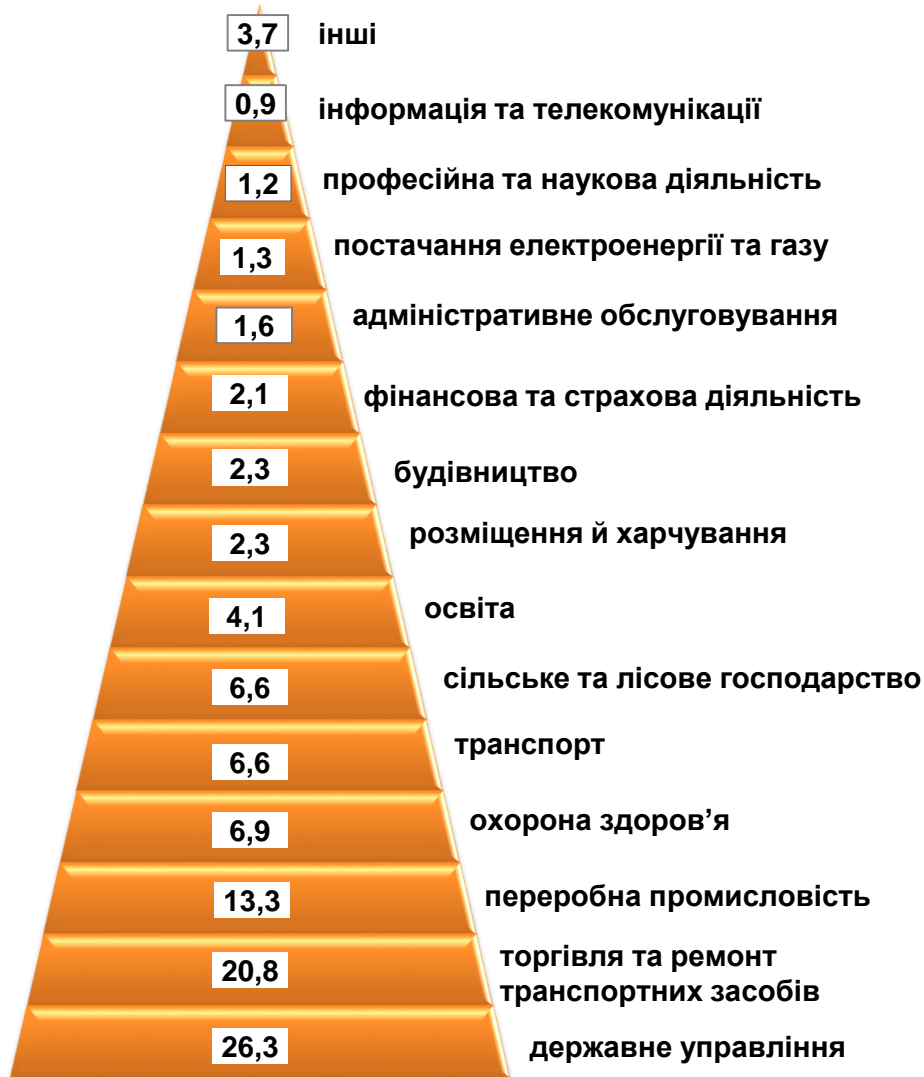 3,7 інші
0,9 інформація та телекомунікації
1,2 професійна та наукова діяльність
1,3 постачання електроенергії та газу
1,6 адміністративне обслуговування
2,1 фінансова та страхова діяльність
2,3 будівництво
2,3 розміщення й харчування
4,1 освіта
6,6 сільське та лісове господарство
6,6 транспорт
6,9 охорона здоров’я
13,3 переробна промисловість
20,8 торгівля та ремонт
транспортних засобів
26,3 державне управління